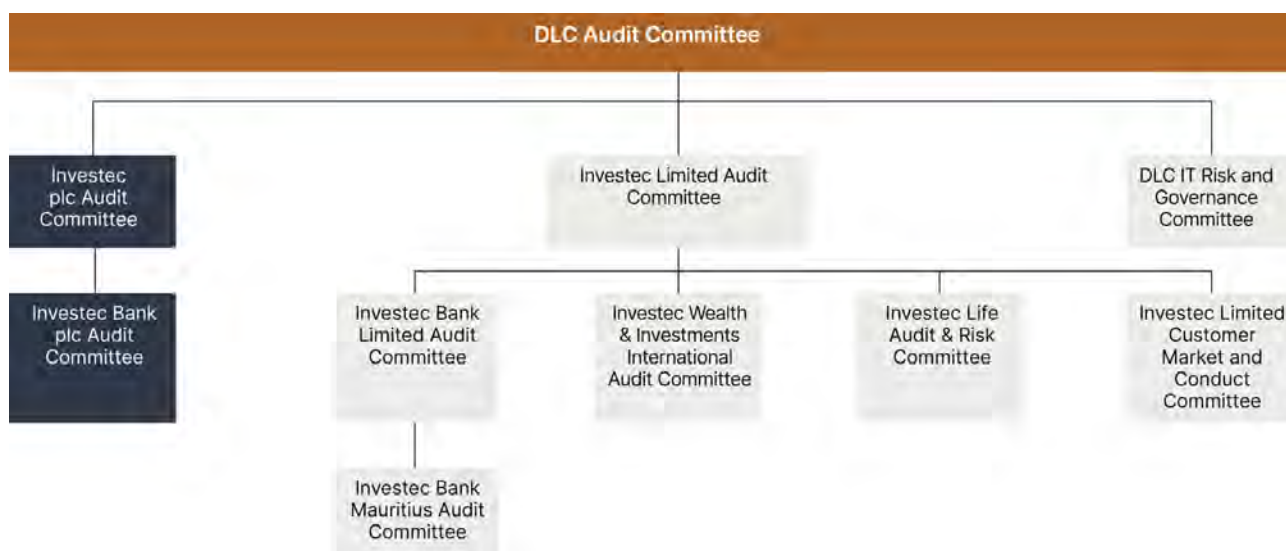 DLC Audit Committee
Investec
plc Audit
Committee
Investec Limited Audit
Committee
DLC IT Risk and
Governance
Committee
Investec Bank
plc Audit
Committee
Investec Bank
Limited Audit
Committee
Investec Wealth
& Investments
International
Audit Committee
Investec Life
Audit & Risk
Committee
Investec Limited
Customer
Market and
Conduct
Committee
Investec Bank
Mauritius Audit
Committee